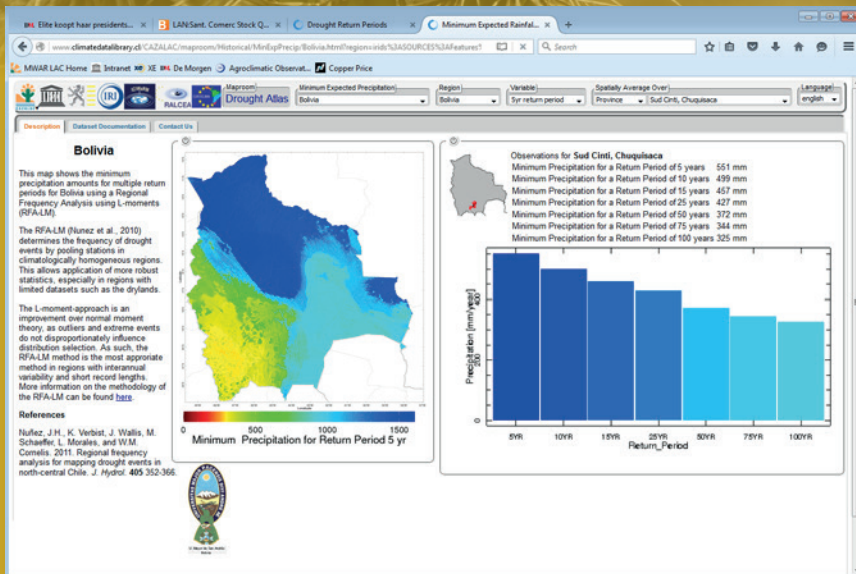 Elite koopt haar presidents...
LAN:Sant. Comerc Stock Q...
Drought Return Periods
Minimum Expected Rainfal...
www.climatedatalibrary.cl/CAZALAC/maproom/Historical/MinExpPrecip/Bolivia.html?region=irids%3ASOURCES%3AFeatures%
Search
MWAR LAC Home Intranet XE De Morgen Agroclimatic Observat... Copper Price
IRI
RALCEA
Maproom
Drought Atlas
Minimum Expected Precipitation
Bolivia
Region
Bolivia
Variable
5yr return period
Spatially Average Over
Province
Sud Cinti, Chuquisaca
Language
english
Description Dataset Documentation Contact Us
Bolivia
This map shows the minimum
precipitation amounts for multiple return
periods for Bolivia using a Regional
Frequency Analysis using L-moments
(RFA-LM).
The RFA-LM (Nunez et al., 2010)
determines the frequency of drought
events by pooling stations in
climatologically homogeneous regions.
This allows application of more robust
statistics, especially in regions with
limited datasets such as the drylands.
The L-moment-approach is an
improvement over normal moment
theory, as outliers and extreme events
do not disproportionately influence
distribution selection. As such, the
RFA-LM method is the most approriate
method in regions with interannual
variability and short record lengths.
More information on the methodology of
the RFA-LM can be found here.
References
Nuñez, J.H., K. Verbist, J. Wallis, M.
Schaeffer, L. Morales, and W.M.
Cornelis. 2011. Regional frequency
analysis for mapping drought events in
north-central Chile. J. Hydrol. 405 352-366.
0 500 1000 1500
Minimum Precipitation for Return Period 5 yr
Observations for Sud Cinti, Chuquisaca
Minimum Precipitation for a Return Period of 5 years 551 mm
Minimum Precipitation for a Return Period of 10 years 499 mm
Minimum Precipitation for a Return Period of 15 years 457 mm
Minimum Precipitation for a Return Period of 25 years 427 mm
Minimum Precipitation for a Return Period of 50 years 372 mm
Minimum Precipitation for a Return Period of 75 years 344 mm
Minimum Precipitation for a Return Period of 100 years 325 mm
Precipitation [mm/year]
400
200
0
5YR 10YR 15YR 25YR 50YR 75YR 100YR
Return_Period